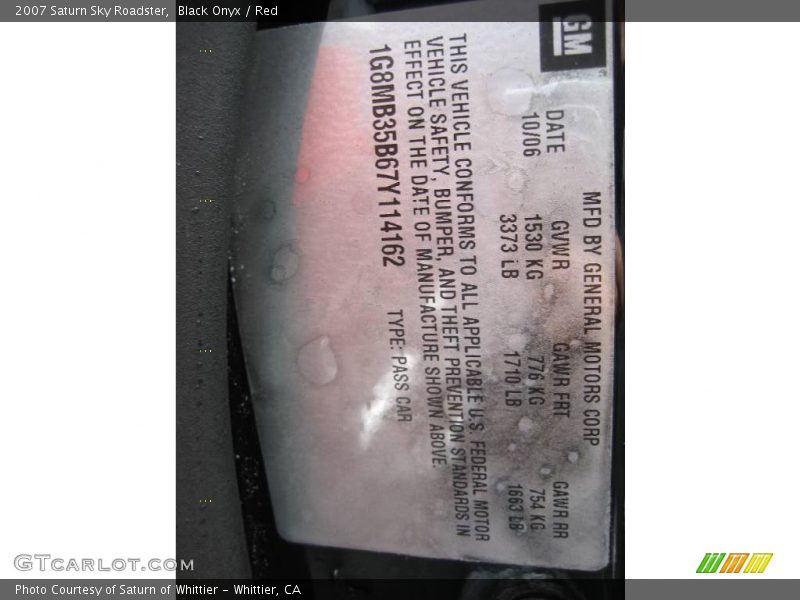 2007 Saturn Sky Roadster, Black Onyx / Red
GM
MFD BY GENERAL MOTORS CORP
DATE GVWR GAWR FRT GAWR RR
10/06 1530 KG 776 KG 754 KG
3373 LB 1710 LB 1663 LB
THIS VEHICLE CONFORMS TO ALL APPLICABLE U.S. FEDERAL MOTOR
VEHICLE SAFETY, BUMPER, AND THEFT PREVENTION STANDARDS IN
EFFECT ON THE DATE OF MANUFACTURE SHOWN ABOVE.
1G8MB35B67Y114162 TYPE: PASS CAR
GTCarLot.com
Photo Courtesy of Saturn of Whittier - Whittier, CA